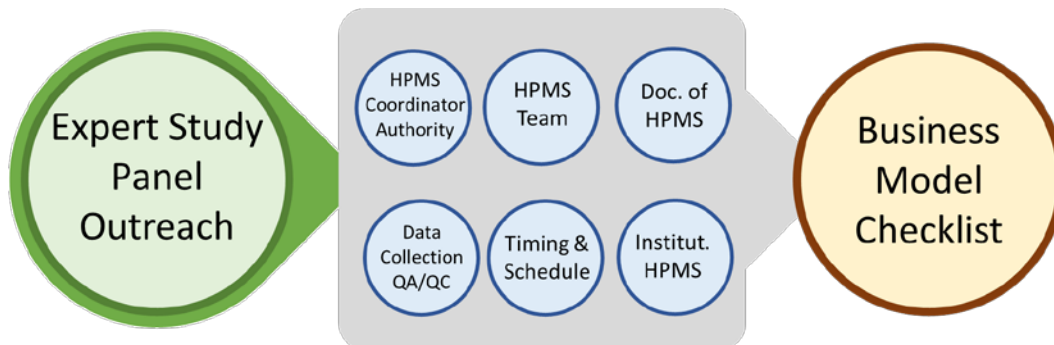 Expert Study
Panel
Outreach
HPMS
Coordinator
Authority
HPMS
Team
Doc. of
HPMS
Data
Collection
QA/QC
Timing &
Schedule
Institut.
HPMS
Business
Model
Checklist